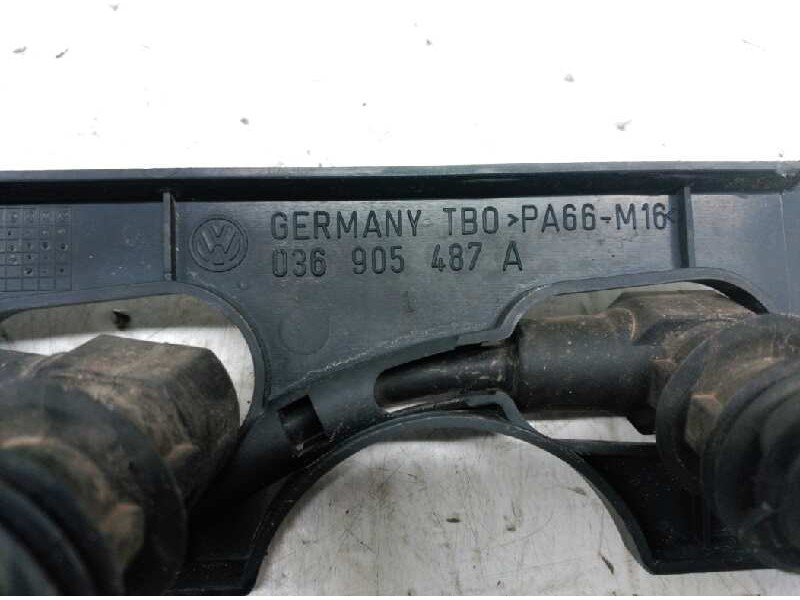 GERMANY TBO >PA66-M16<
036 905 487 A